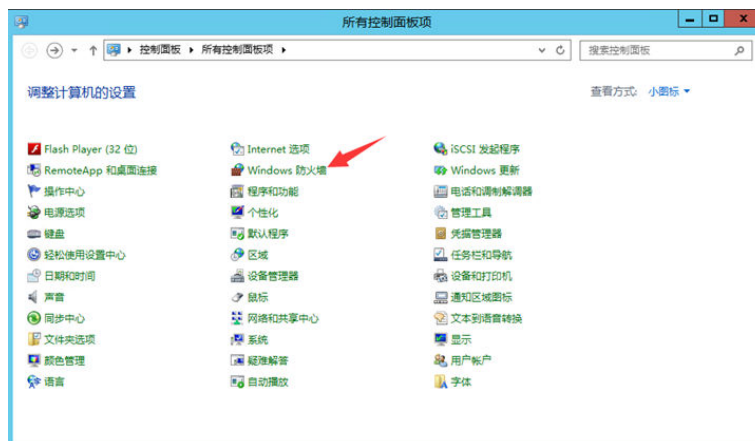 所有控制面板项
控制面板 所有控制面板项
搜索控制面板
调整计算机的设置
查看方式: 小图标
Flash Player (32 位) Internet 选项 iSCSI 发起程序
RemoteApp 和桌面连接 Windows 防火墙 Windows 更新
操作中心 程序和功能 电话和调制解调器
电源选项 个性化 管理工具
键盘 默认程序 凭据管理器
轻松使用设置中心 区域 任务栏和导航
日期和时间 设备管理器 设备和打印机
声音 鼠标 通知区域图标
同步中心 网络和共享中心 文本到语音转换
文件夹选项 系统 显示
颜色管理 疑难解答 用户帐户
语言 自动播放 字体